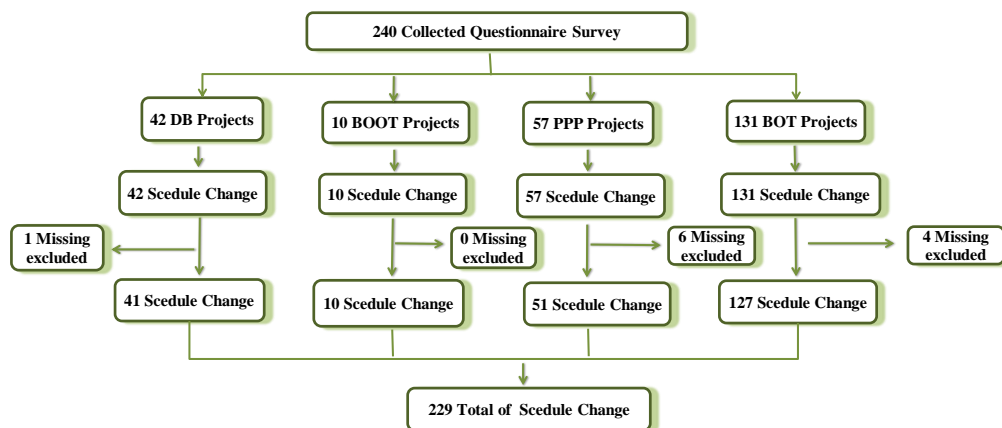 240 Collected Questionnaire Survey
42 DB Projects
10 BOOT Projects
57 PPP Projects
131 BOT Projects
42 Scedule Change
10 Scedule Change
57 Scedule Change
131 Scedule Change
1 Missing
excluded
0 Missing
excluded
6 Missing
excluded
4 Missing
excluded
41 Scedule Change
10 Scedule Change
51 Scedule Change
127 Scedule Change
229 Total of Scedule Change